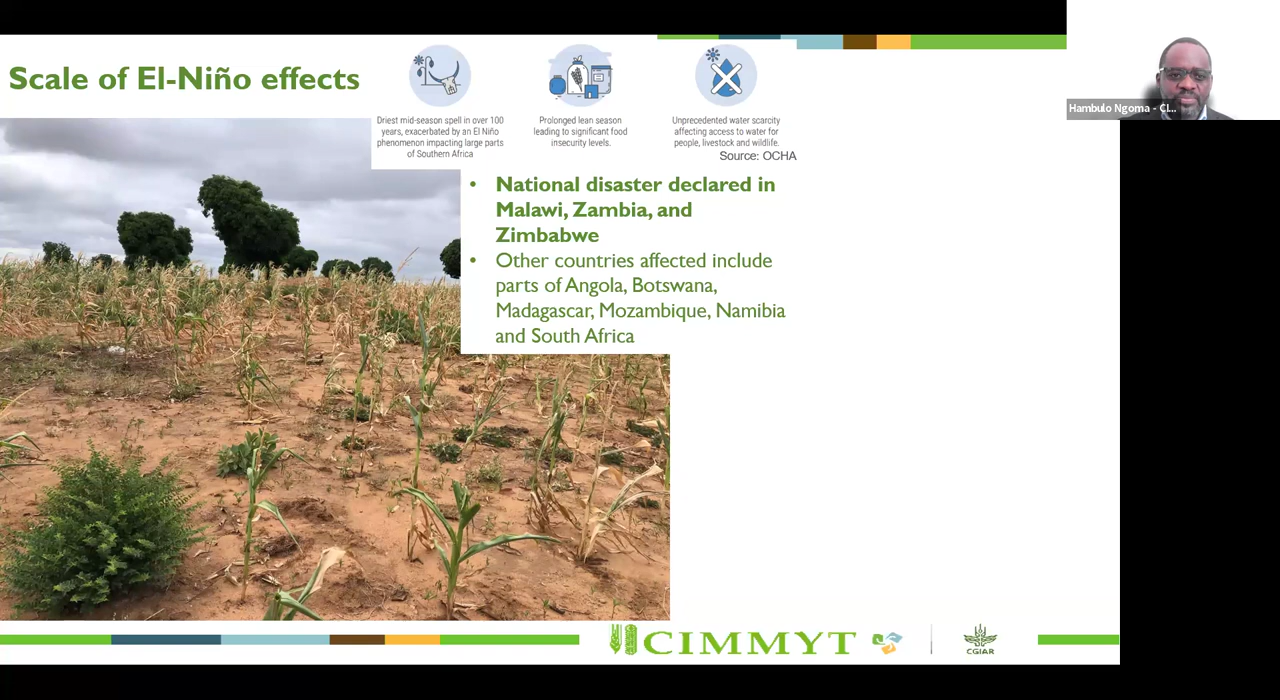 Scale of El-Niño effects
Driest mid-season spell in over 100
years, exacerbated by an El Niño
phenomenon impacting large parts
of Southern Africa
Prolonged lean season
leading to significant food
insecurity levels.
Unprecedented water scarcity
affecting access to water for
people, livestock and wildlife.
Source: OCHA
Hambulo Ngoma - CI...
• National disaster declared in
Malawi, Zambia, and
Zimbabwe
• Other countries affected include
parts of Angola, Botswana,
Madagascar, Mozambique, Namibia
and South Africa
CIMMYT
CGIAR